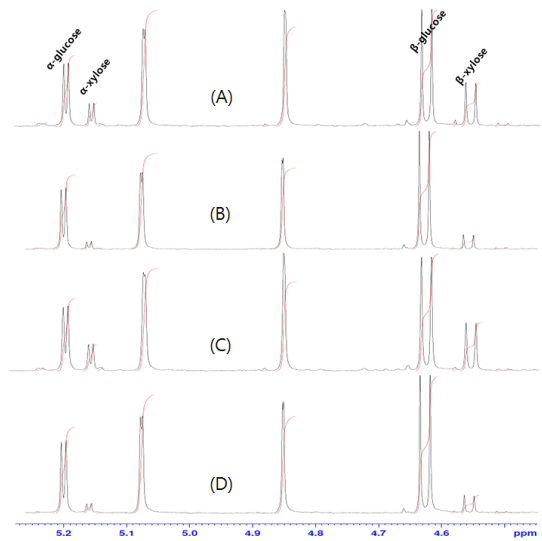 α-glucose
α-xylose
β-glucose
β-xylose
(A)
(B)
(C)
(D)
5.2 5.1 5.0 4.9 4.8 4.7 4.6 ppm